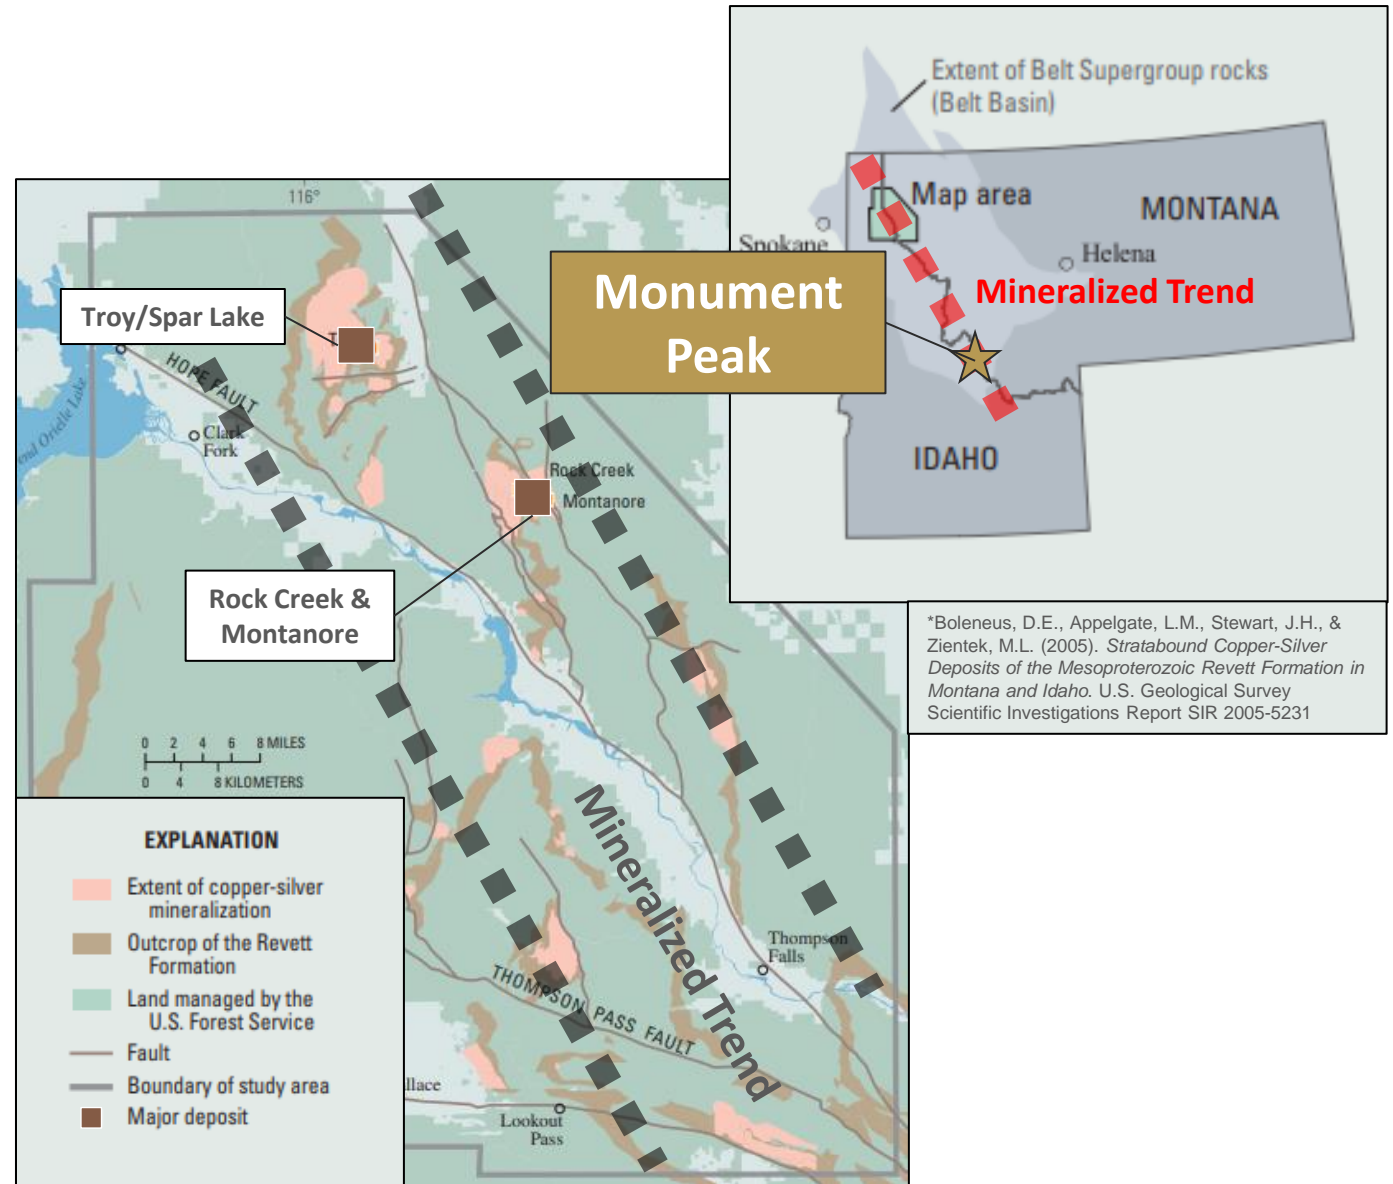 Extent of Belt Supergroup rocks
(Belt Basin)
Map area
MONTANA
Spokane
Helena
Mineralized Trend
Monument
Peak
IDAHO
*Boleneus, D.E., Appelgate, L.M., Stewart, J.H., &
Zientek, M.L. (2005). Stratabound Copper-Silver
Deposits of the Mesoproterozoic Revett Formation in
Montana and Idaho. U.S. Geological Survey
Scientific Investigations Report SIR 2005-5231
116°
Troy/Spar Lake
HOPE FAULT
Clark
Fork
Orielle Lake
Rock Creek
Montanore
Rock Creek &
Montanore
0 2 4 6 8 MILES
0 4 8 KILOMETERS
Mineralized Trend
Thompson
Falls
THOMPSON PASS FAULT
Lookout
Pass
EXPLANATION
Extent of copper-silver
mineralization
Outcrop of the Revett
Formation
Land managed by the
U.S. Forest Service
Fault
Boundary of study area
Major deposit